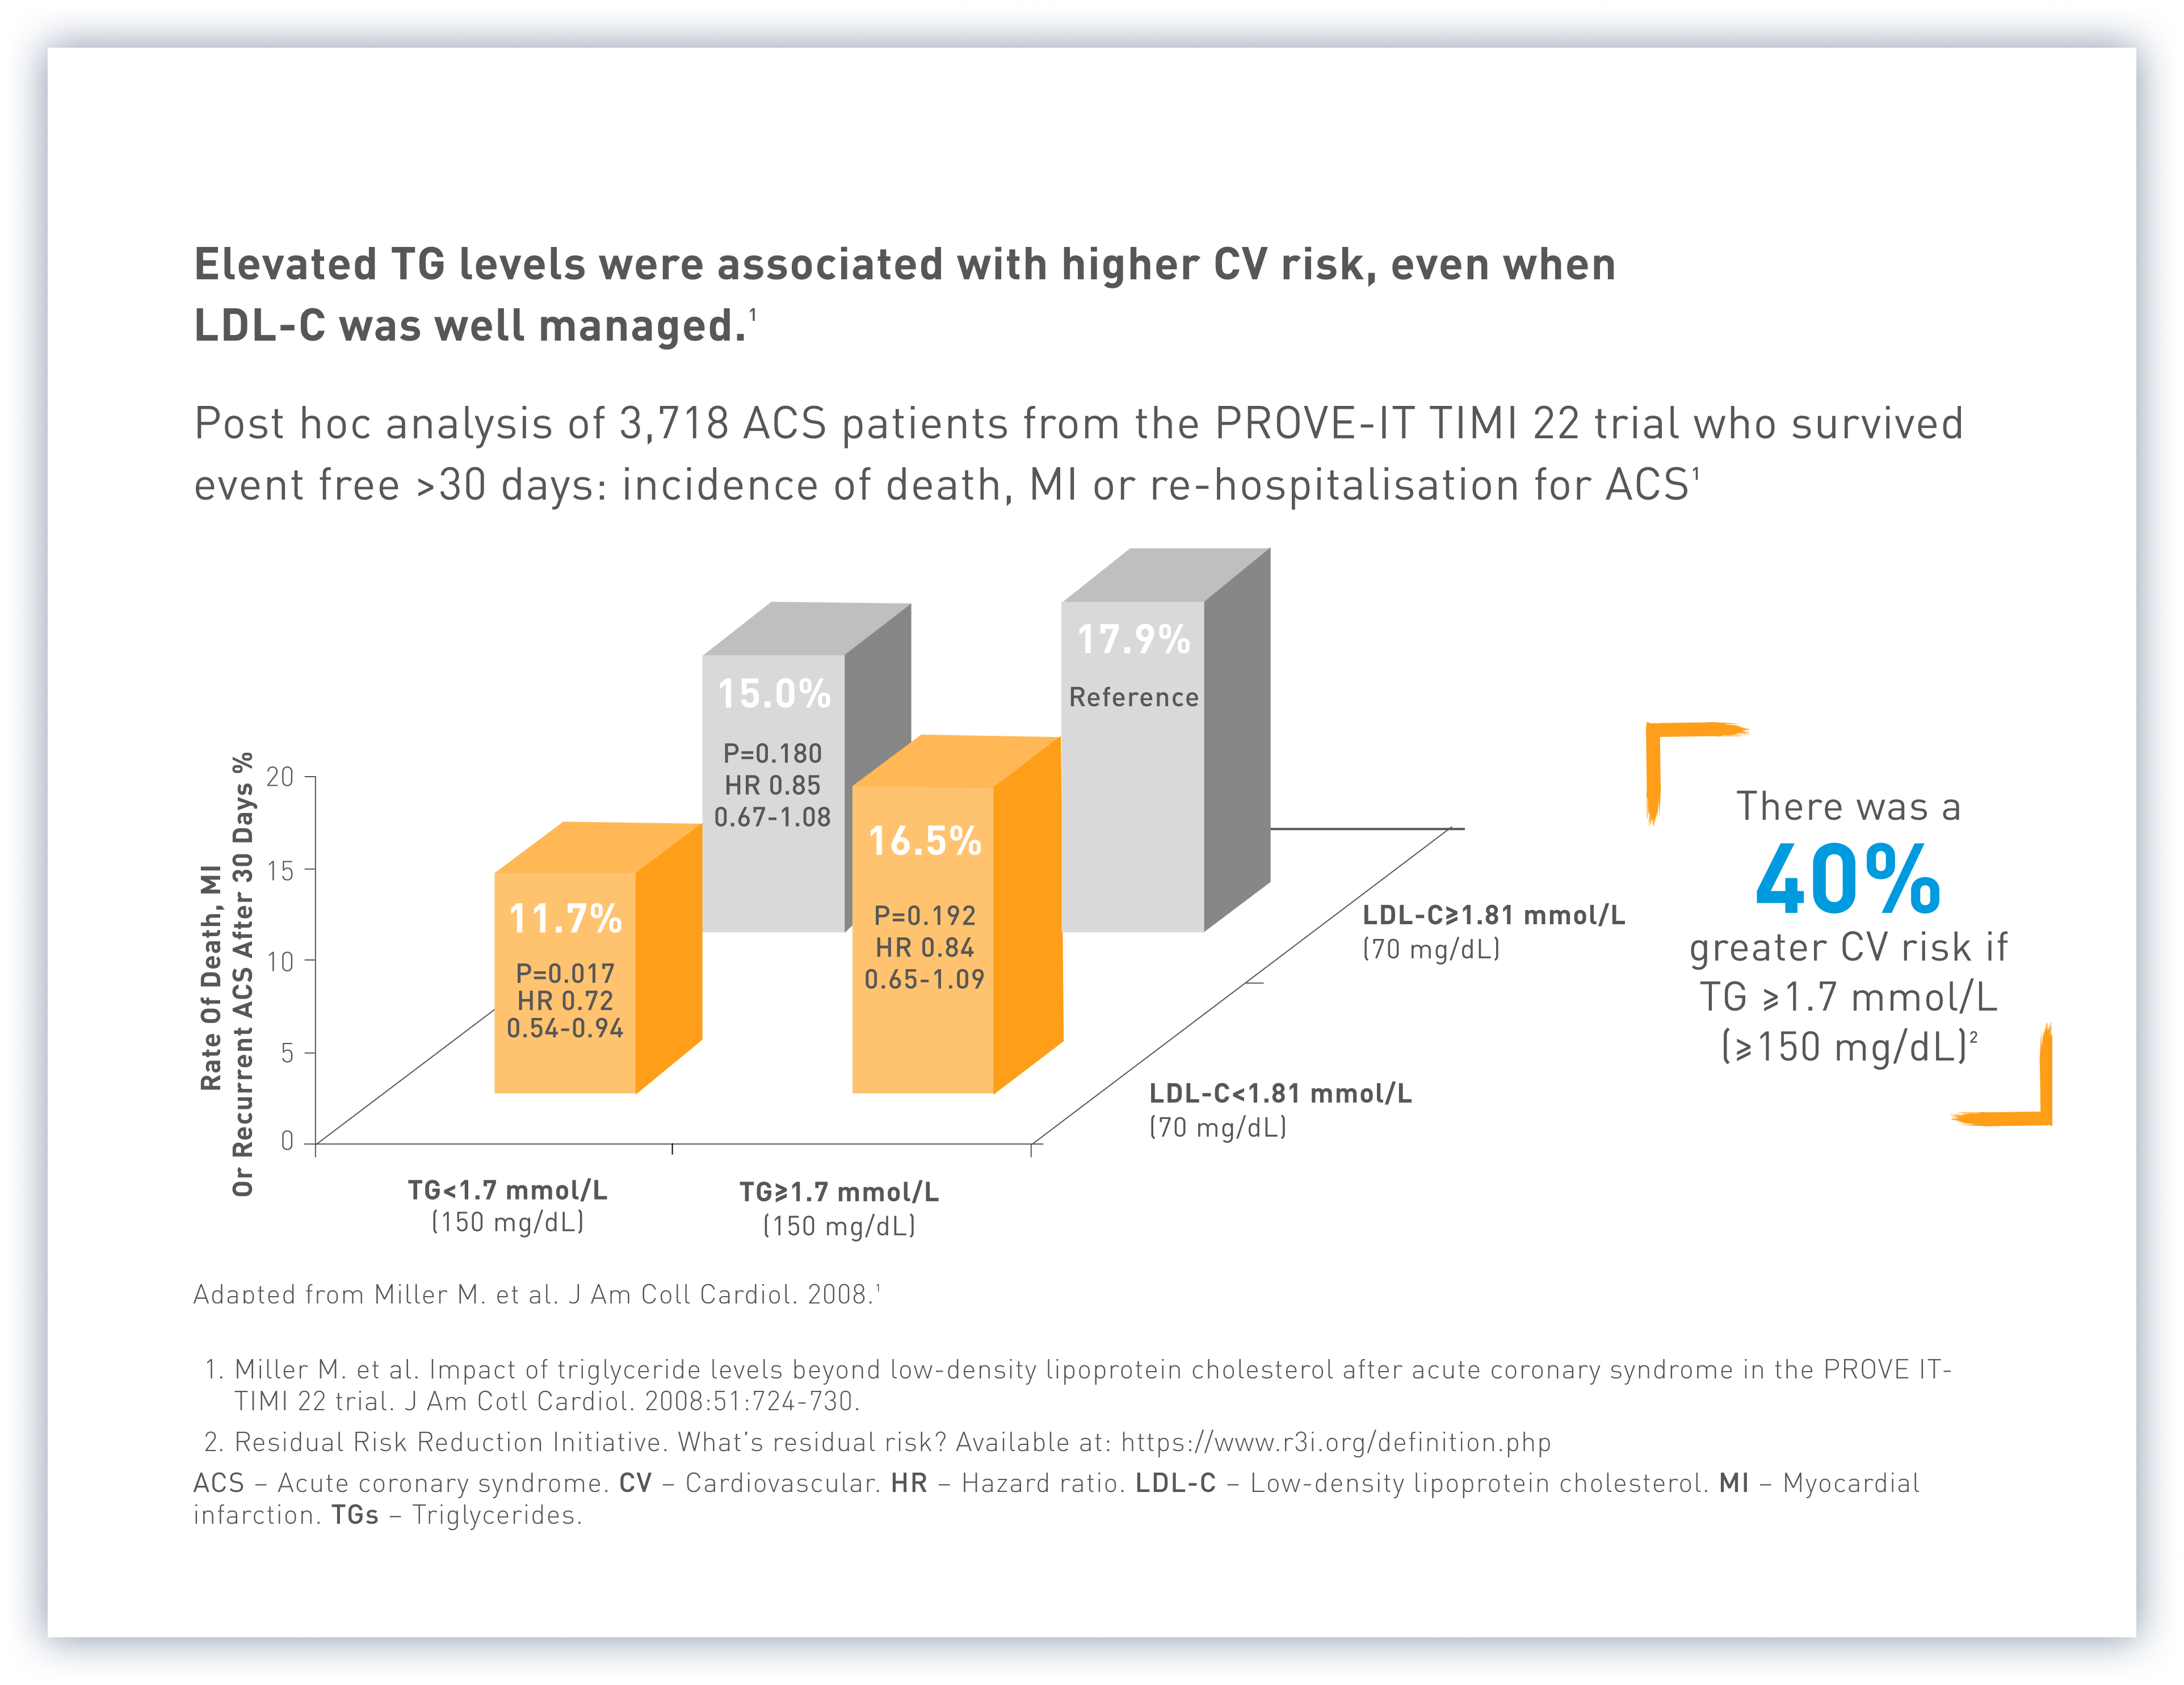 Elevated TG levels were associated with higher CV risk, even when
LDL-C was well managed.¹
Post hoc analysis of 3,718 ACS patients from the PROVE-IT TIMI 22 trial who survived
event free >30 days: incidence of death, MI or re-hospitalisation for ACS¹
Rate Of Death, MI
Or Recurrent ACS After 30 Days %
20
15
10
5
0
11.7%
P=0.017
HR 0.72
0.54-0.94
15.0%
P=0.180
HR 0.85
0.67-1.08
16.5%
P=0.192
HR 0.84
0.65-1.09
17.9%
Reference
LDL-C⩾1.81 mmol/L
(70 mg/dL)
LDL-C<1.81 mmol/L
(70 mg/dL)
TG<1.7 mmol/L
(150 mg/dL)
TG⩾1.7 mmol/L
(150 mg/dL)
There was a
40%
greater CV risk if
TG ⩾1.7 mmol/L
(⩾150 mg/dL)²
Adapted from Miller M. et al. J Am Coll Cardiol. 2008.¹
1. Miller M. et al. Impact of triglyceride levels beyond low-density lipoprotein cholesterol after acute coronary syndrome in the PROVE IT-
TIMI 22 trial. J Am Cotl Cardiol. 2008:51:724-730.
2. Residual Risk Reduction Initiative. What's residual risk? Available at: https://www.r3i.org/definition.php
ACS – Acute coronary syndrome. CV – Cardiovascular. HR – Hazard ratio. LDL-C – Low-density lipoprotein cholesterol. MI – Myocardial
infarction. TGs – Triglycerides.